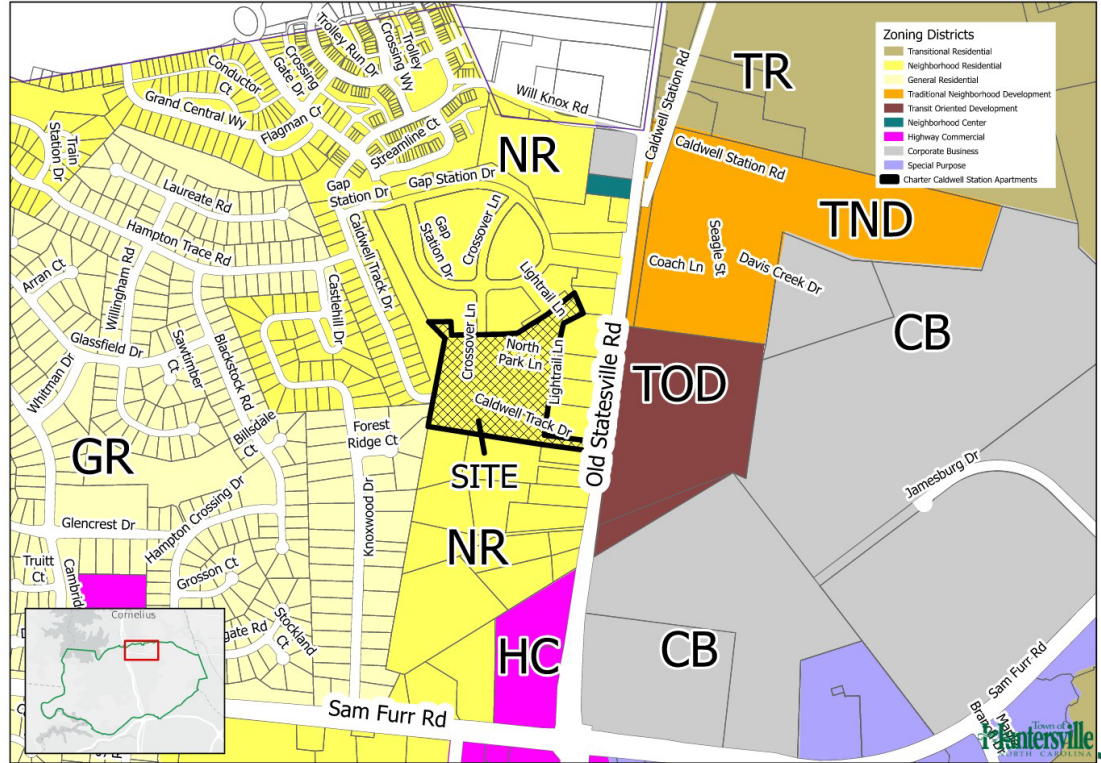 Zoning Districts
Transitional Residential
Neighborhood Residential
General Residential
Traditional Neighborhood Development
Transit Oriented Development
Neighborhood Center
Highway Commercial
Corporate Business
Special Purpose
Charter Caldwell Station Apartments
TR
Trolley Run Dr
Trolley
Crossing Wy
Crossing
Gate Dr
Conductor
Ct
Grand Central Wy
Flagman Cr
Streamline Ct
Will Knox Rd
Caldwell Station Rd
Caldwell Station Rd
Train
Station Dr
NR
Gap
Station Dr
Gap Station Dr
Laureate Rd
Crossover Ln
Gap
Station Dr
Caldwell Track Dr
Hampton Trace Rd
TND
Seagle St
Coach Ln
Davis Creek Dr
Arran Ct
Willingham Rd
Castlehill Dr
Lightrail Ln
CB
Glassfield Dr
Sawtimber
Ct
Blackstock Rd
Whitman Dr
Crossover Ln
North
Park Ln
Lightrail Ln
Old Statesville Rd
TOD
Caldwell Track Dr
Billsdale
Ct
Forest
Ridge Ct
GR
SITE
Jamesburg Dr
Glencrest Dr
Hampton Crossing Dr
Knoxwood Dr
NR
Truitt
Ct
Cambrid
Grosson Ct
Stockland
Ct
gate Rd
Cornelius
HC
CB
Sam Furr Rd
Sam Furr Rd
Town of
Huntersville
NORTH CAROLINA